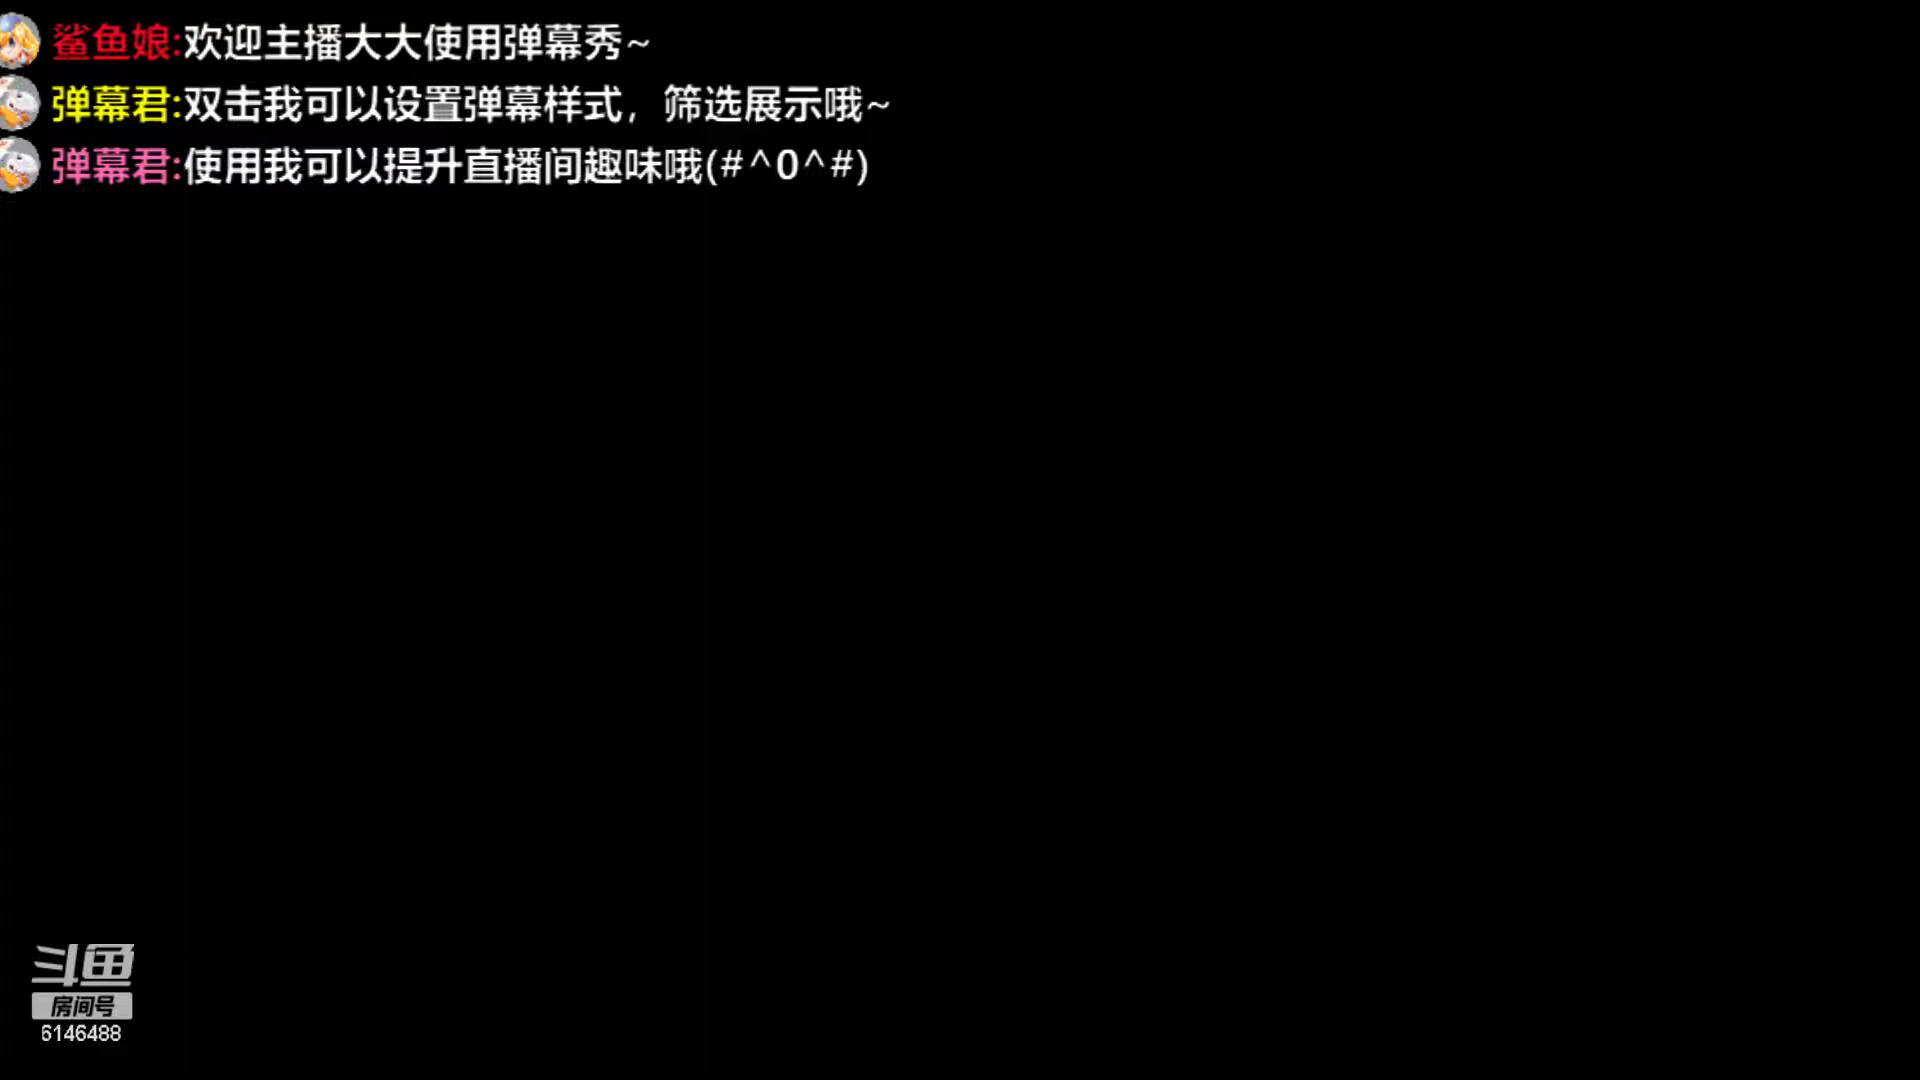 鲨鱼娘:欢迎主播大大使用弹幕秀~
弹幕君:双击我可以设置弹幕样式，筛选展示哦~
弹幕君:使用我可以提升直播间趣味哦(#^0^#)
斗鱼
房间号
6146488